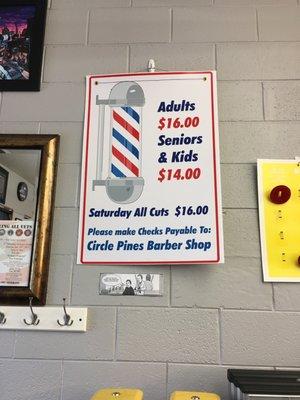 Adults
$16.00
Seniors
& Kids
$14.00
Saturday All Cuts $16.00
Please make Checks Payable To:
Circle Pines Barber Shop